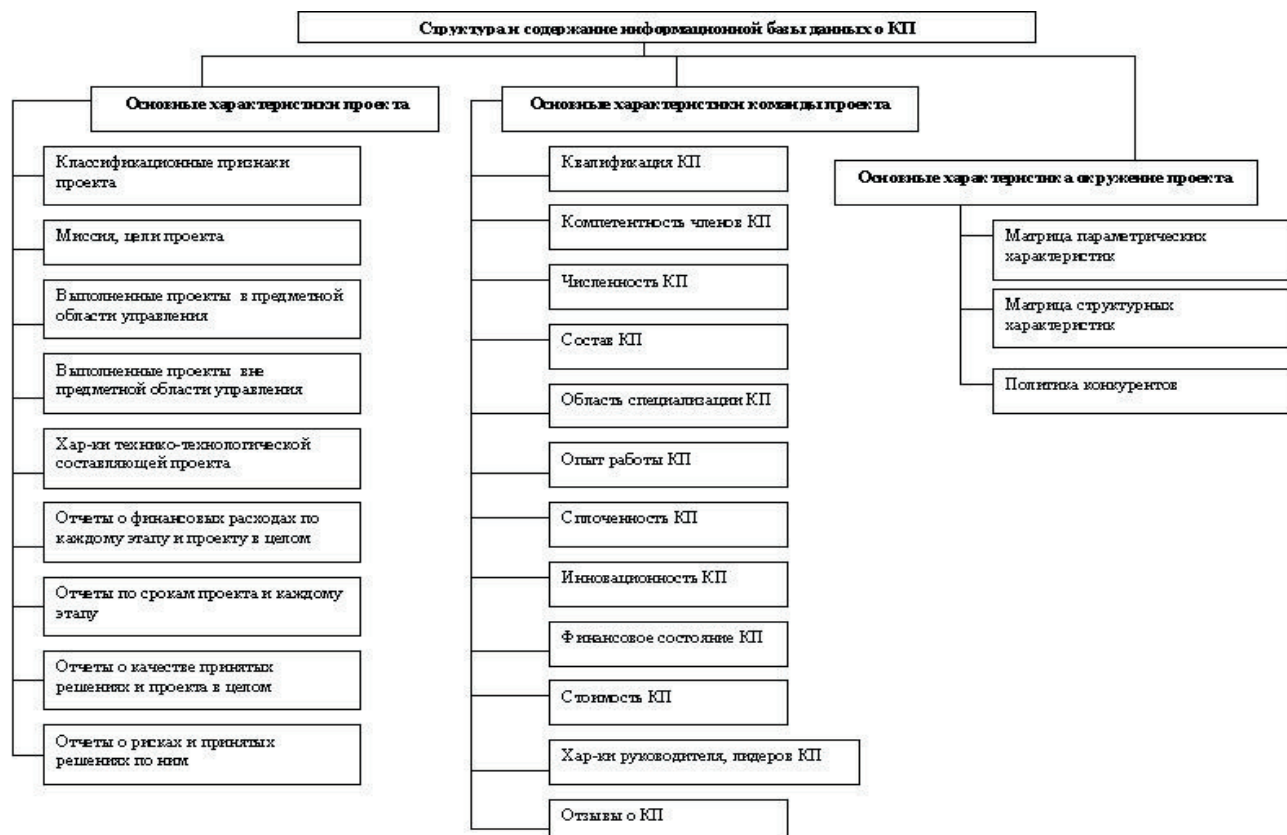 Структура и содержание информационной базы данных о КП
Основные характеристики проекта
Классификационные признаки
проекта
Миссия, цели проекта
Выполненные проекты в предметной
области управления
Выполненные проекты вне
предметной области управления
Хар-ки технико-технологической
составляющей проекта
Отчеты о финансовых расходах по
каждому этапу и проекту в целом
Отчеты по срокам проекта и каждому
этапу
Отчеты о качестве принятых
решениях и проекта в целом
Отчеты о рисках и принятых
решениях по ним
Основные характеристики команды проекта
Квалификация КП
Компетентность членов КП
Численность КП
Состав КП
Область специализации КП
Опыт работы КП
Сплоченность КП
Инновационность КП
Финансовое состояние КП
Стоимость КП
Хар-ки руководителя, лидеров КП
Отзывы о КП
Основные характеристика окружение проекта
Матрица параметрических
характеристик
Матрица структурных
характеристик
Политика конкурентов